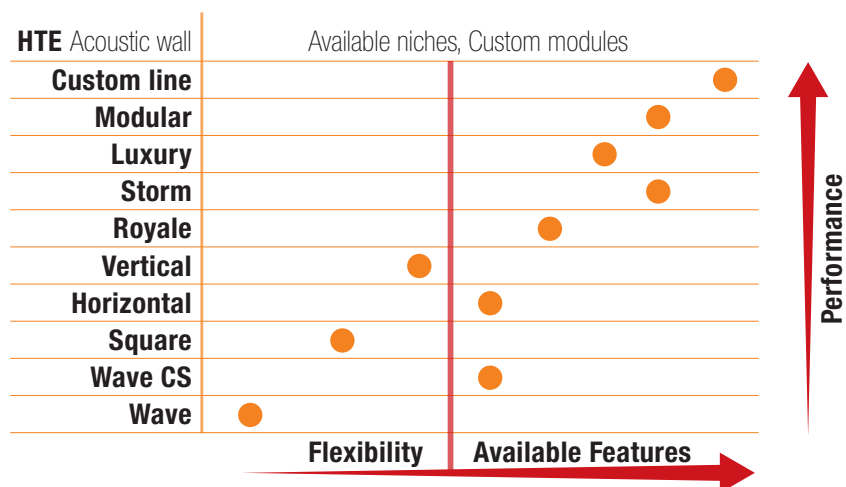 HTE Acoustic wall
Available niches, Custom modules
Custom line
Modular
Luxury
Storm
Royale
Vertical
Horizontal
Square
Wave CS
Wave
Flexibility
Available Features
Performance